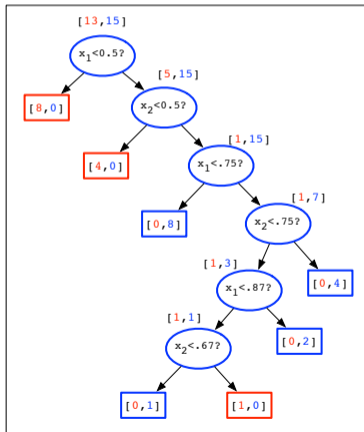 [13,15]
x1<0.5?
[5,15]
[8,0]
x2<0.5?
[1,15]
[4,0]
x1<.75?
[1,7]
[0,8]
x2<.75?
[1,3]
x1<.87?
[0,4]
[1,1]
x2<.67?
[0,2]
[0,1]
[1,0]